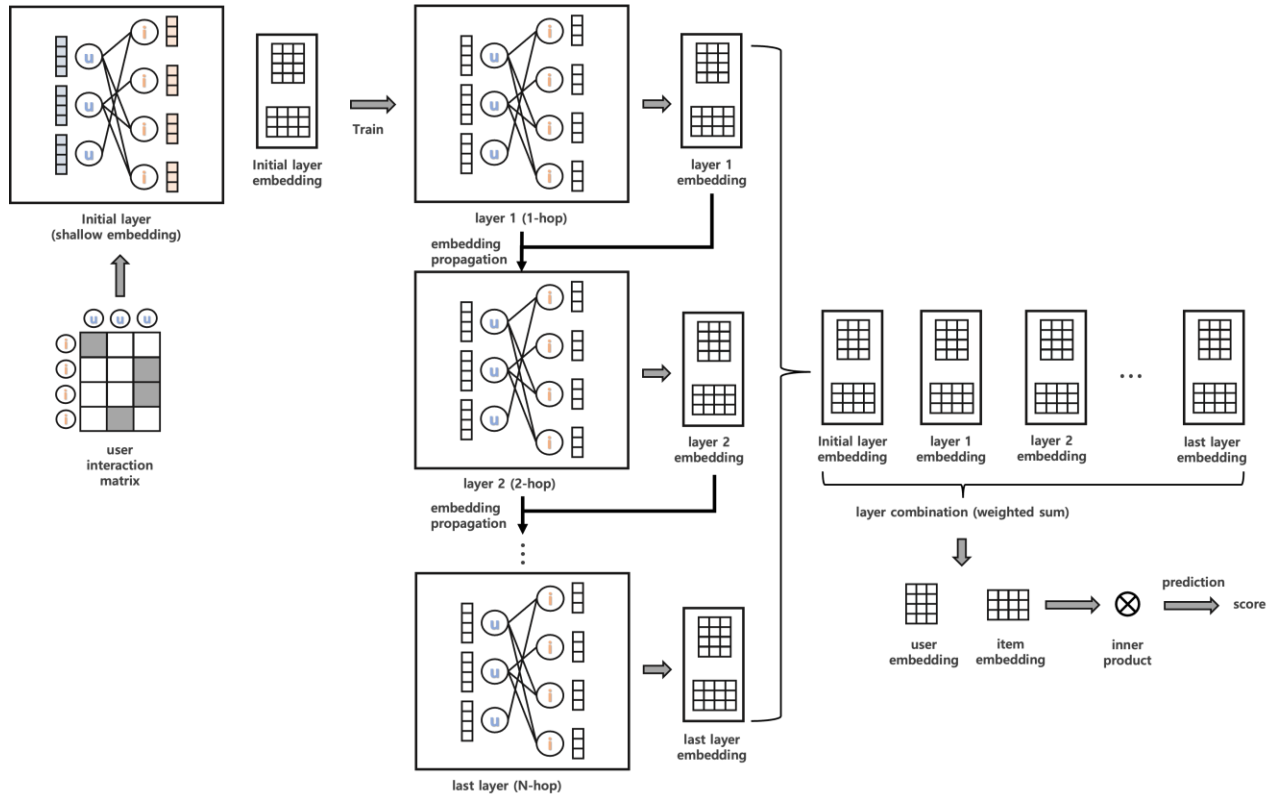 u
u
u
i
i
i
i
Initial layer
(shallow embedding)
Initial layer
embedding
Train
u
u
u
i
i
i
i
layer 1 (1-hop)
layer 1
embedding
embedding
propagation
u
u
u
i
i
i
i
layer 2 (2-hop)
layer 2
embedding
embedding
propagation
⋮
u
u
u
i
i
i
i
last layer (N-hop)
last layer
embedding
u u u
i
i
i
i
user
interaction
matrix
Initial layer
embedding
layer 1
embedding
layer 2
embedding
...
last layer
embedding
layer combination (weighted sum)
user
embedding
item
embedding
inner
product
prediction
score